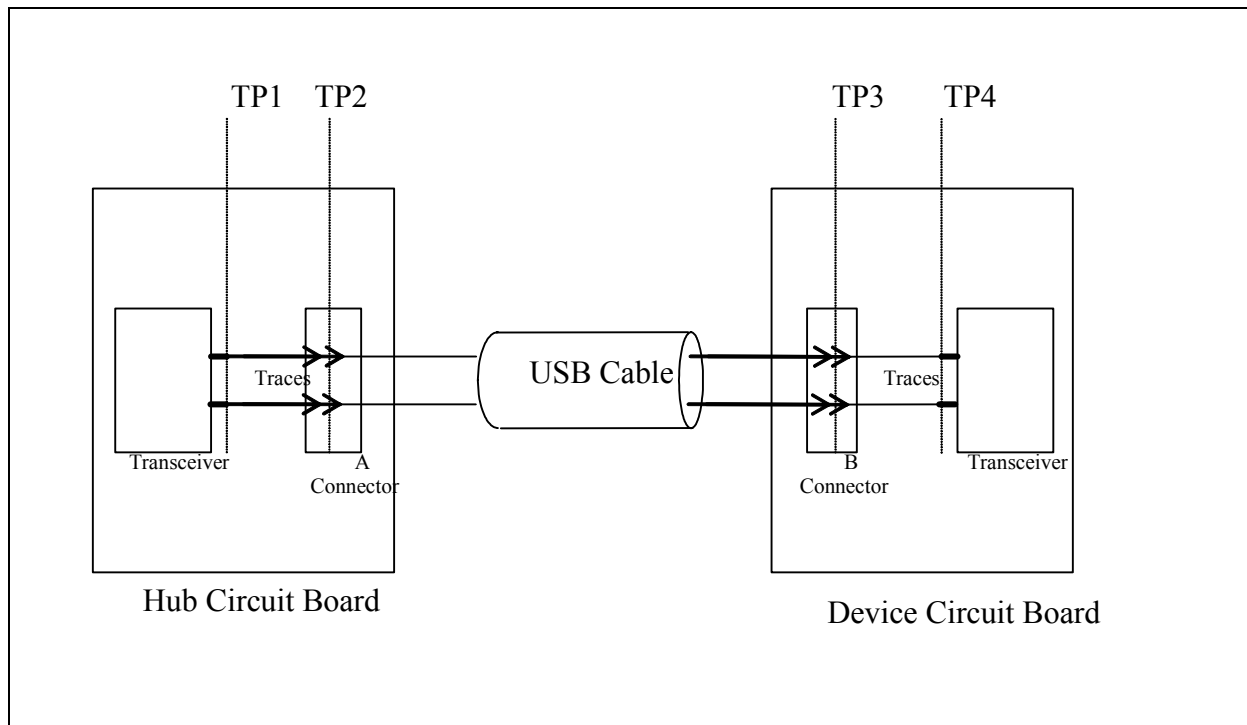 TP1 TP2 TP3 TP4
USB Cable
Traces Traces
Transceiver A B Transceiver
Connector Connector
Hub Circuit Board
Device Circuit Board